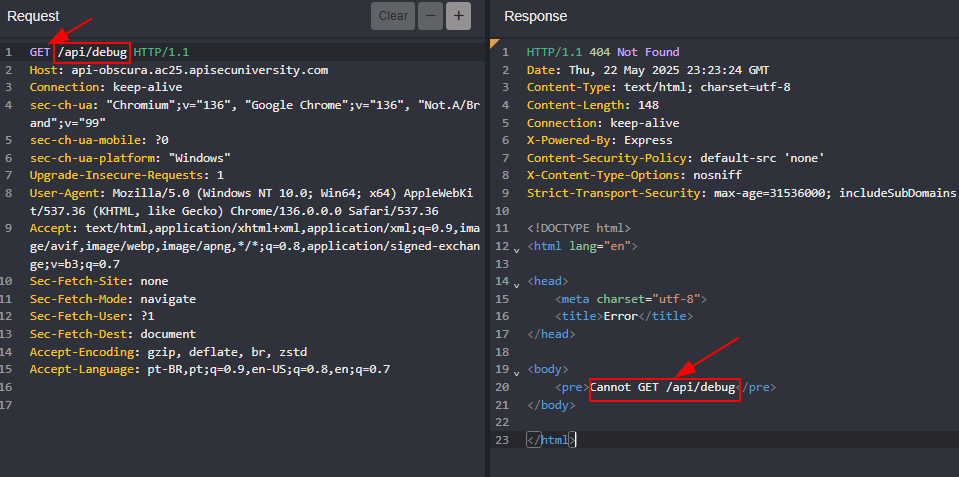 Request
Clear
−
+
1 GET /api/debug HTTP/1.1
2 Host: api-obscura.ac25.apisecuniversity.com
3 Connection: keep-alive
4 sec-ch-ua: "Chromium";v="136", "Google Chrome";v="136", "Not.A/Br
and";v="99"
5 sec-ch-ua-mobile: ?0
6 sec-ch-ua-platform: "Windows"
7 Upgrade-Insecure-Requests: 1
8 User-Agent: Mozilla/5.0 (Windows NT 10.0; Win64; x64) AppleWebKi
t/537.36 (KHTML, like Gecko) Chrome/136.0.0.0 Safari/537.36
9 Accept: text/html,application/xhtml+xml,application/xml;q=0.9,ima
ge/avif,image/webp,image/apng,*/*;q=0.8,application/signed-exchan
ge;v=b3;q=0.7
10 Sec-Fetch-Site: none
11 Sec-Fetch-Mode: navigate
12 Sec-Fetch-User: ?1
13 Sec-Fetch-Dest: document
14 Accept-Encoding: gzip, deflate, br, zstd
15 Accept-Language: pt-BR,pt;q=0.9,en-US;q=0.8,en;q=0.7
16
17
Response
1 HTTP/1.1 404 Not Found
2 Date: Thu, 22 May 2025 23:23:24 GMT
3 Content-Type: text/html; charset=utf-8
4 Content-Length: 148
5 Connection: keep-alive
6 X-Powered-By: Express
7 Content-Security-Policy: default-src 'none'
8 X-Content-Type-Options: nosniff
9 Strict-Transport-Security: max-age=31536000; includeSubDomains
10
11 <!DOCTYPE html>
12 <html lang="en">
13
14 <head>
15 <meta charset="utf-8">
16 <title>Error</title>
17 </head>
18
19 <body>
20 <pre>Cannot GET /api/debug</pre>
21 </body>
22
23 </html>